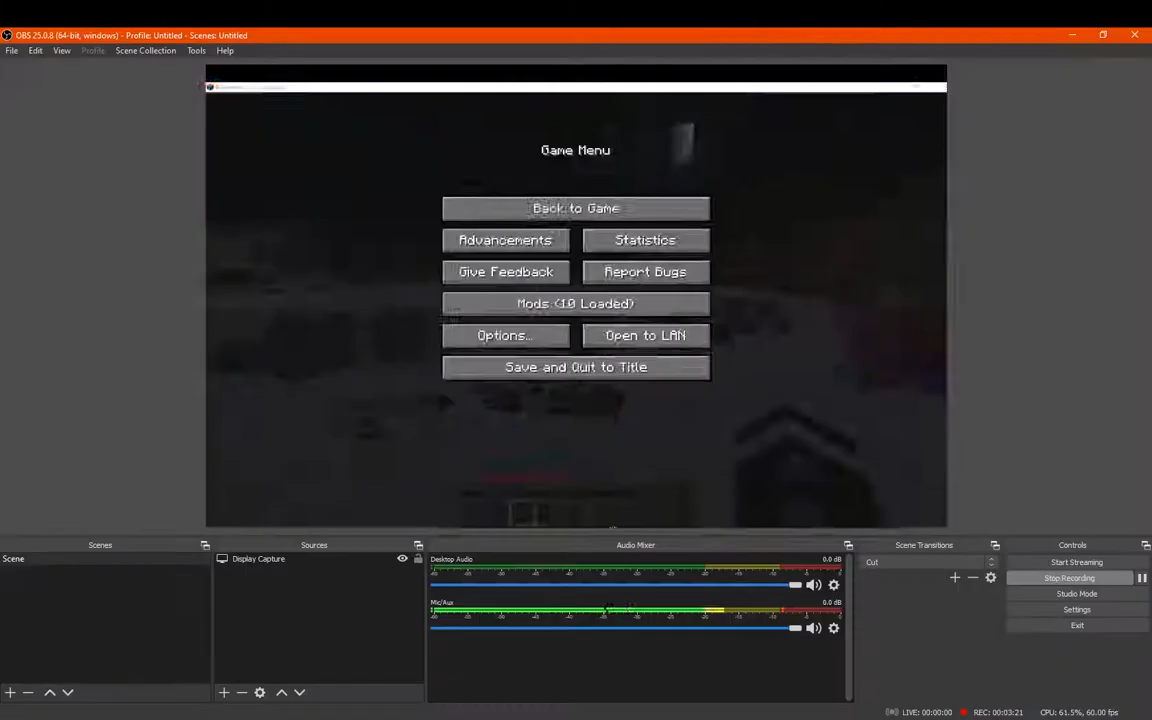 OBS 25.0.8 (64-bit, windows) - Profile: Untitled - Scenes: Untitled
File Edit View Profile Scene Collection Tools Help
Game Menu
Back to Game
Advancements Statistics
Give Feedback Report Bugs
Mods (10 Loaded)
Options... Open to LAN
Save and Quit to Title
Scenes Sources Audio Mixer Scene Transitions Controls
Scene
Display Capture
Desktop Audio 0.0 dB
Mic/Aux 0.0 dB
Cut
Start Streaming
Stop Recording
Studio Mode
Settings
Exit
LIVE: 00:00:00 REC: 00:03:21 CPU: 61.5%, 60.00 fps